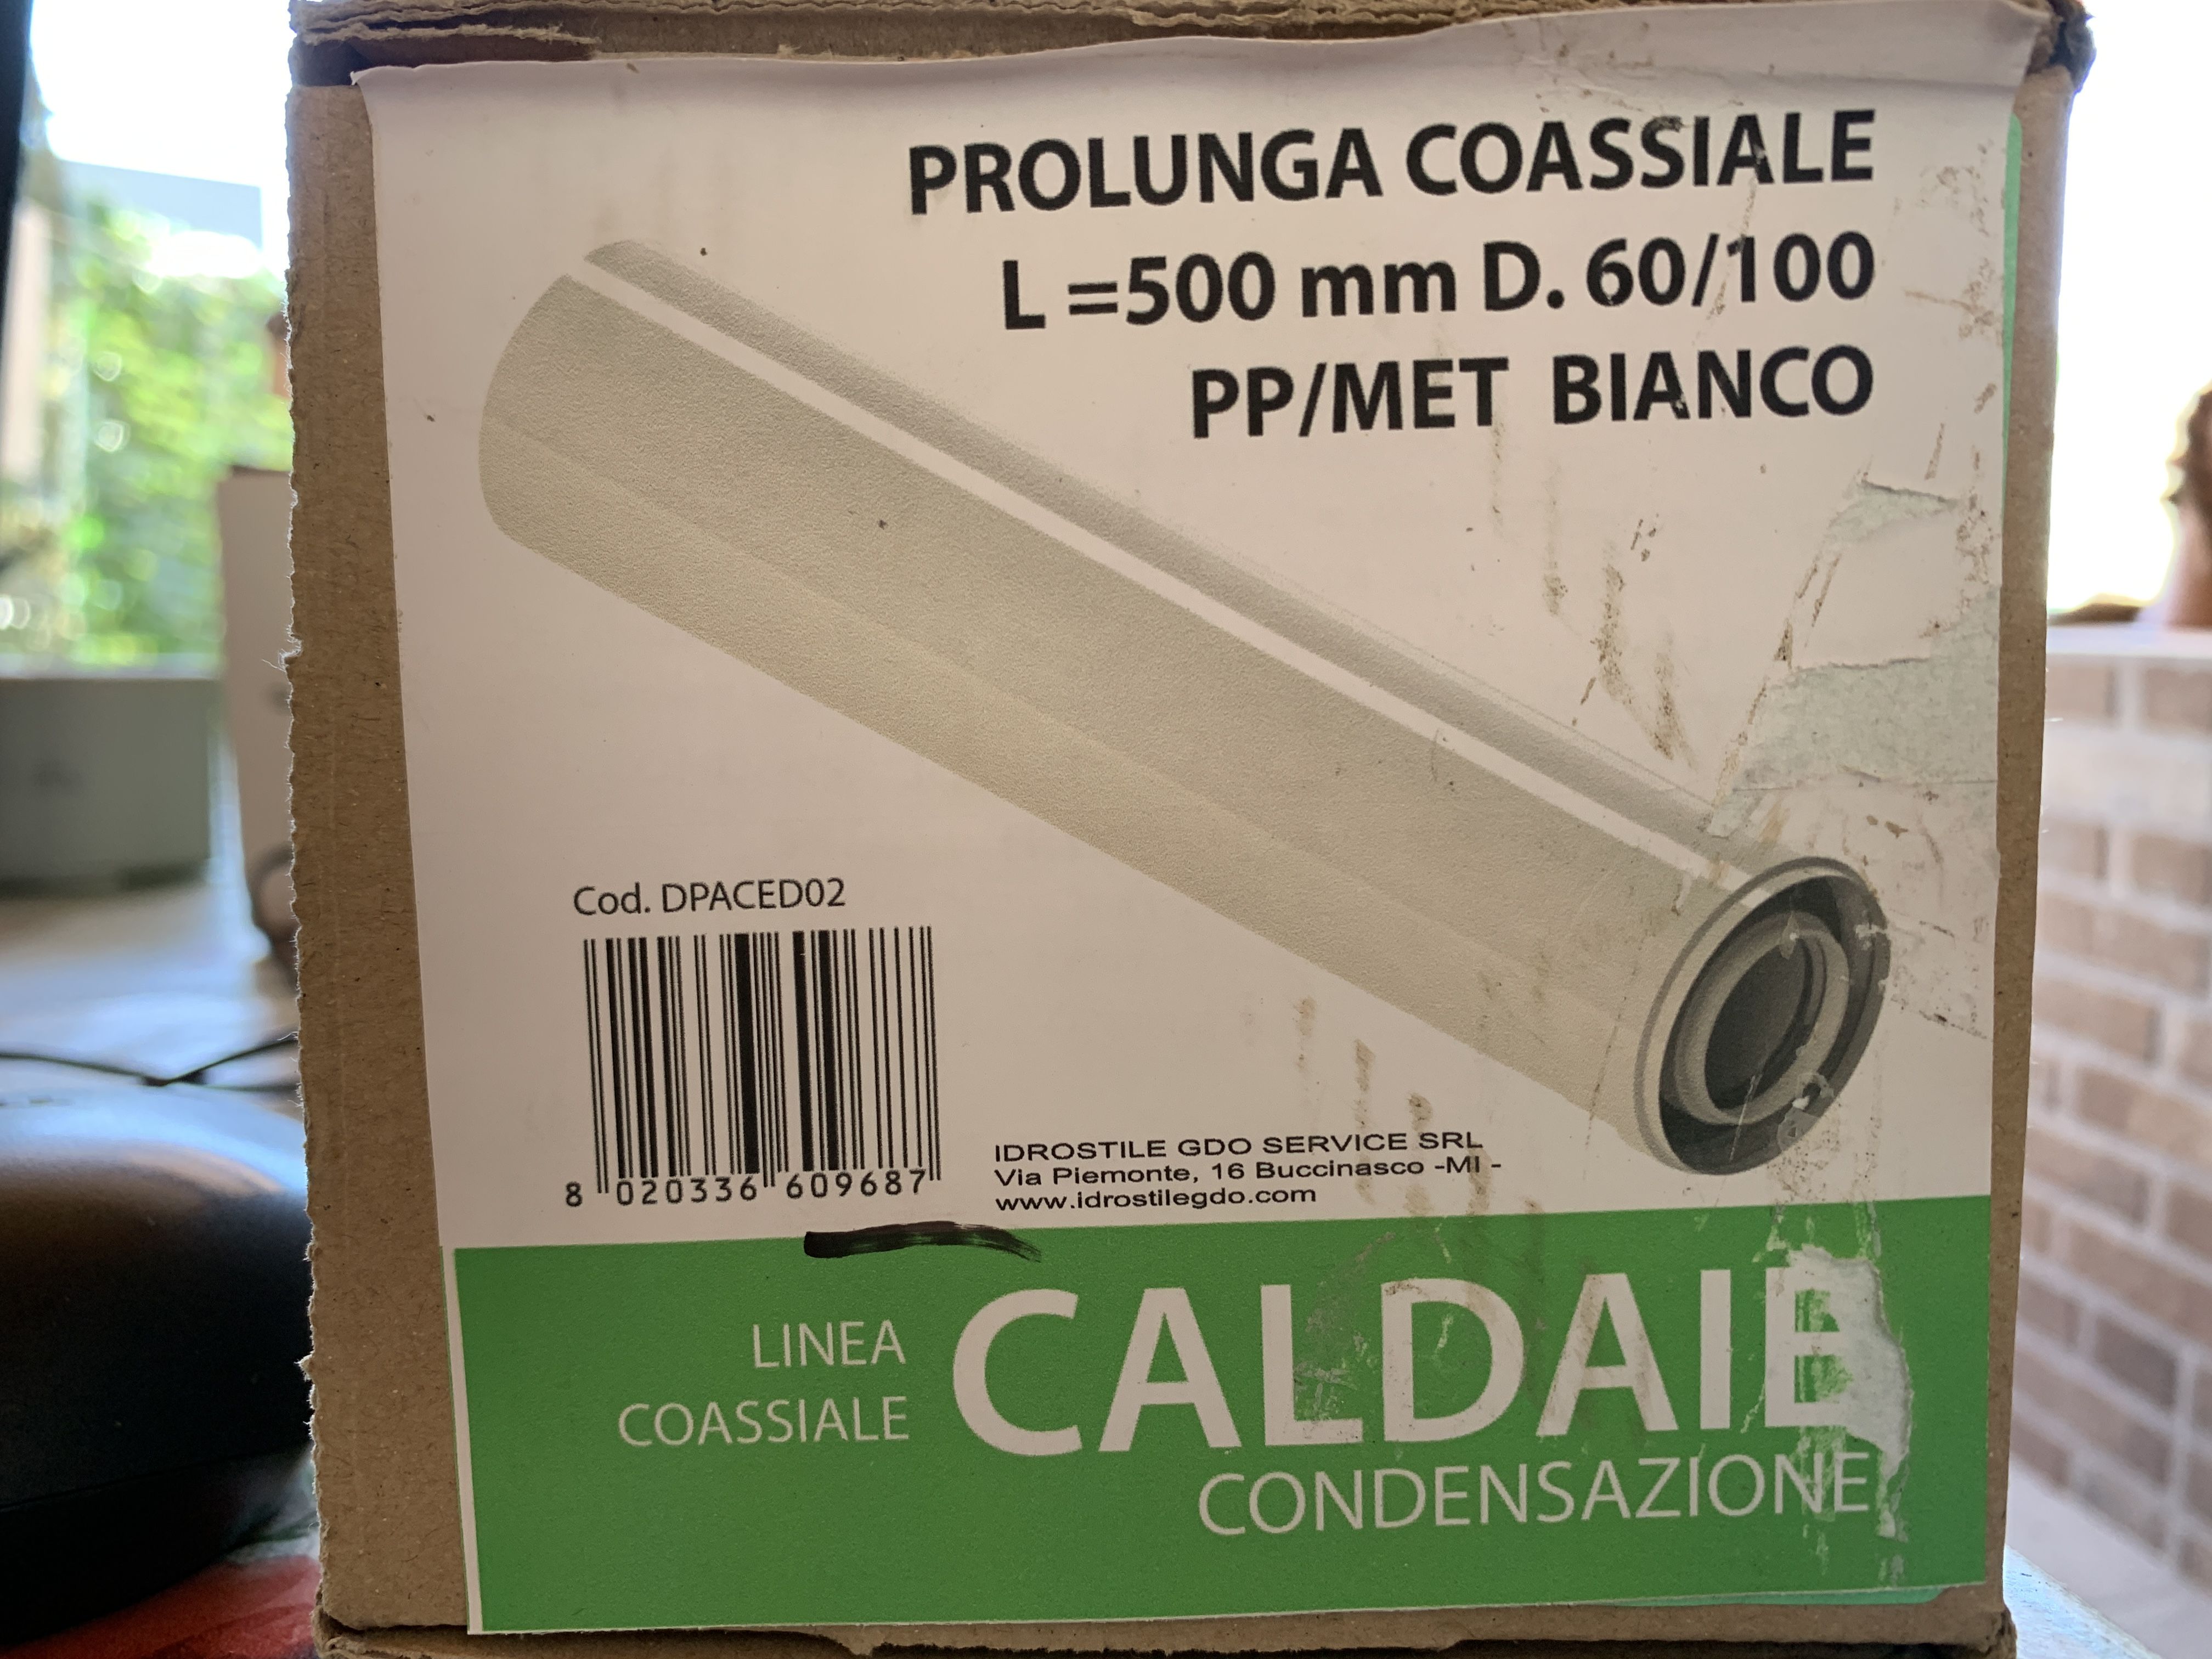 PROLUNGA COASSIALE
L =500 mm D. 60/100
PP/MET BIANCO
Cod. DPACED02
8 020336 609687
IDROSTILE GDO SERVICE SRL
Via Piemonte, 16 Buccinasco -MI -
www.idrostilegdo.com
LINEA
COASSIALE
CALDAIE
CONDENSAZIONE